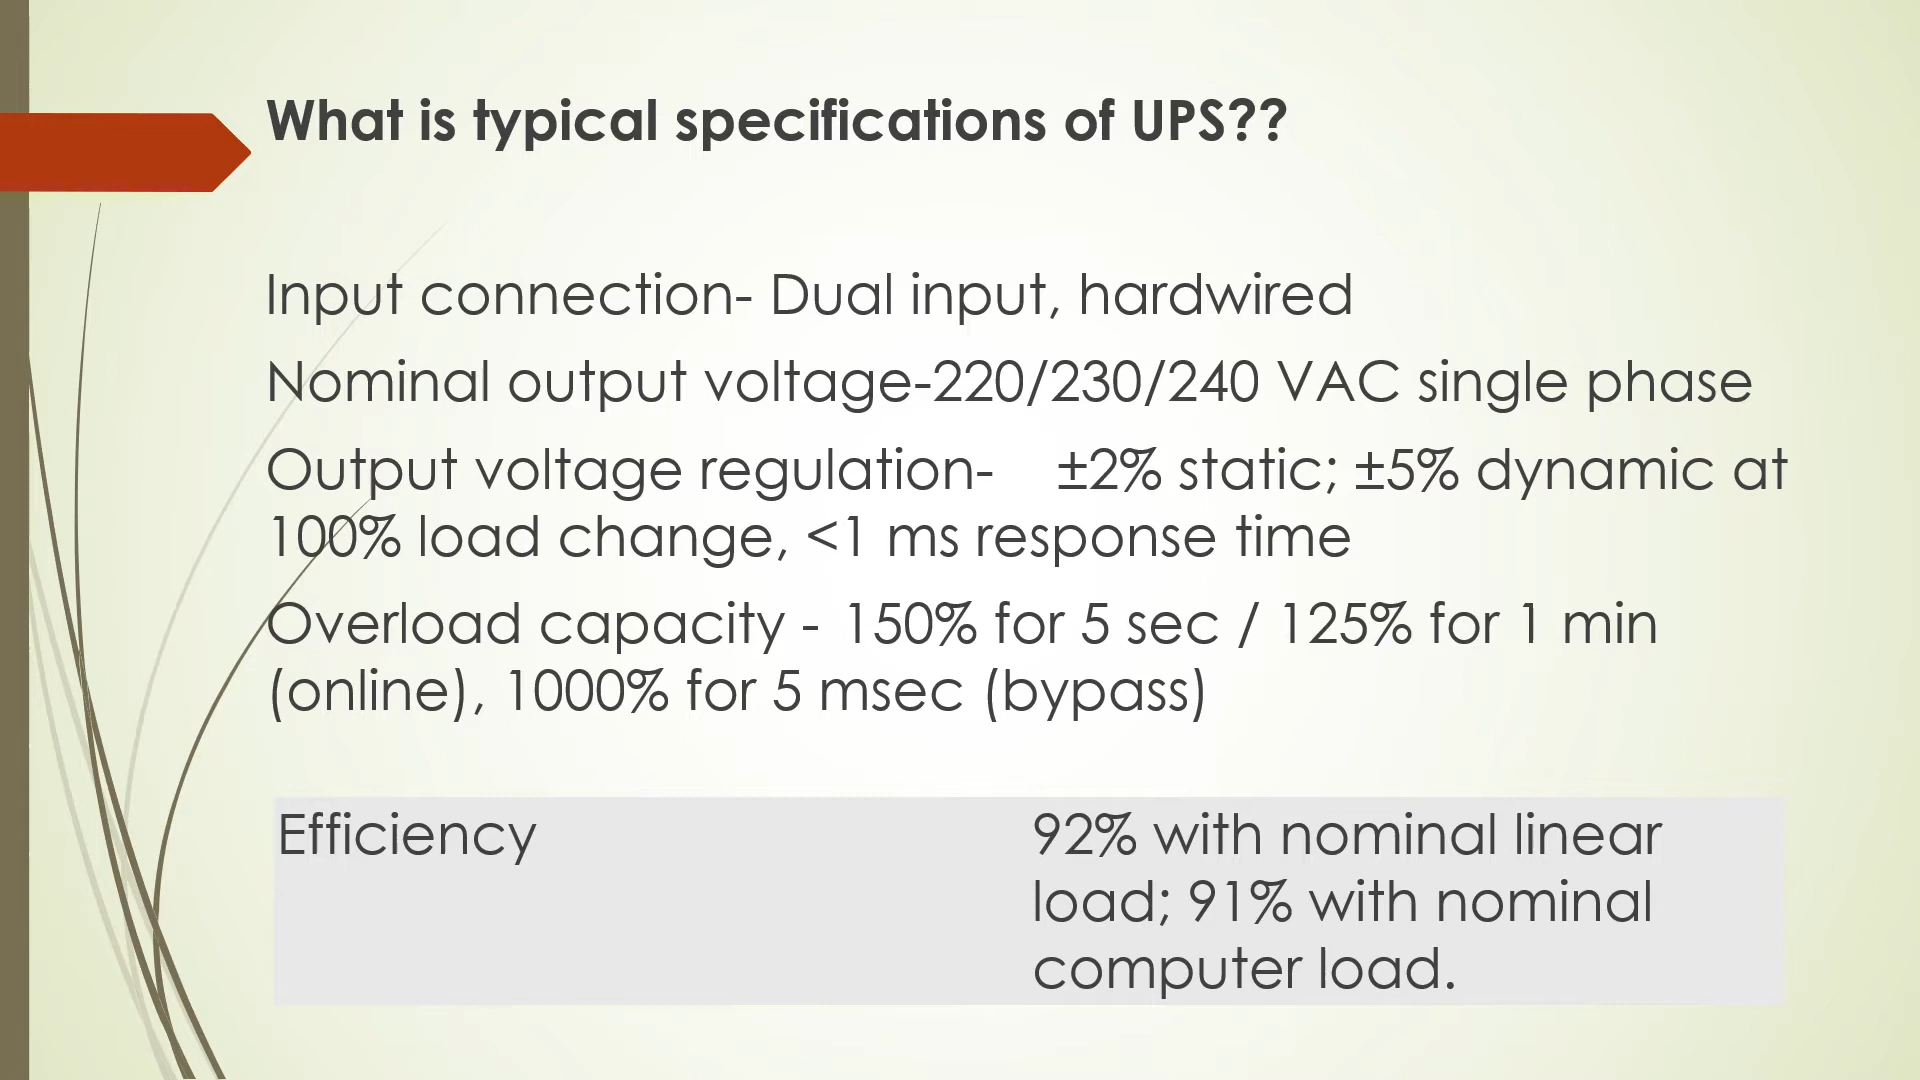 What is typical specifications of UPS??
Input connection- Dual input, hardwired
Nominal output voltage-220/230/240 VAC single phase
Output voltage regulation- ±2% static; ±5% dynamic at
100% load change, <1 ms response time
Overload capacity - 150% for 5 sec / 125% for 1 min
(online), 1000% for 5 msec (bypass)
Efficiency 92% with nominal linear
load; 91% with nominal
computer load.